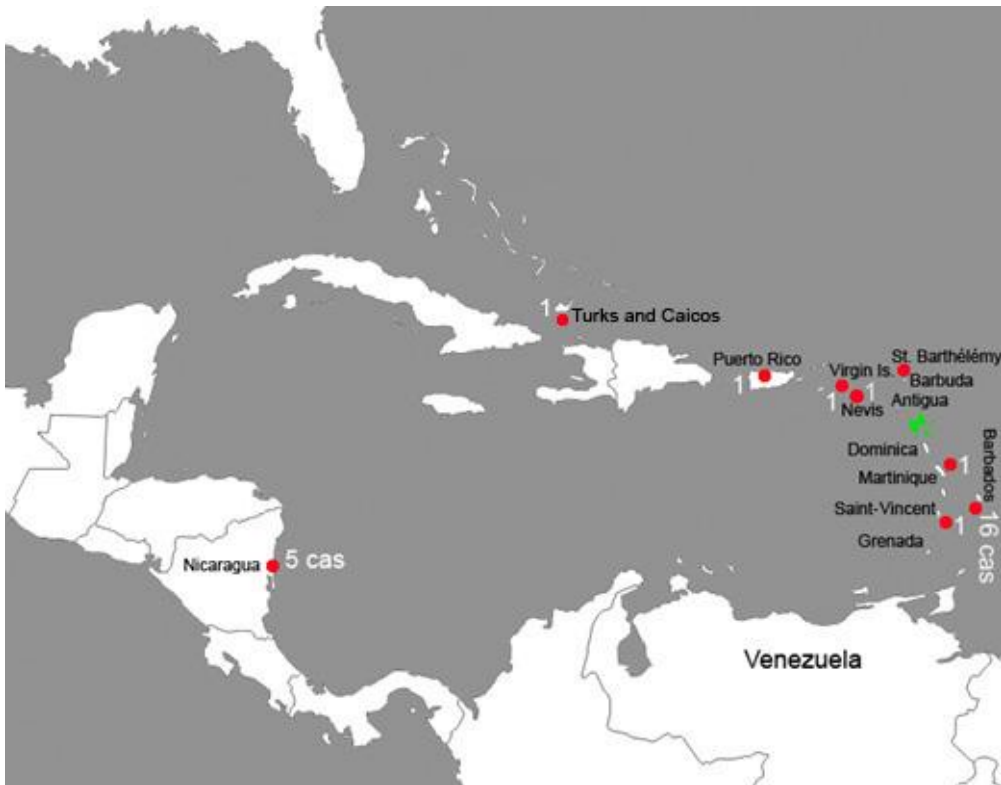 1
Turks and Caicos
Puerto Rico
1
St. Barthélémy
Virgin Is.
Barbuda
1
1
Nevis
Antigua
Barbados
Dominica
1
Martinique
Saint-Vincent
16 cas
1
Grenada
Nicaragua
5 cas
Venezuela